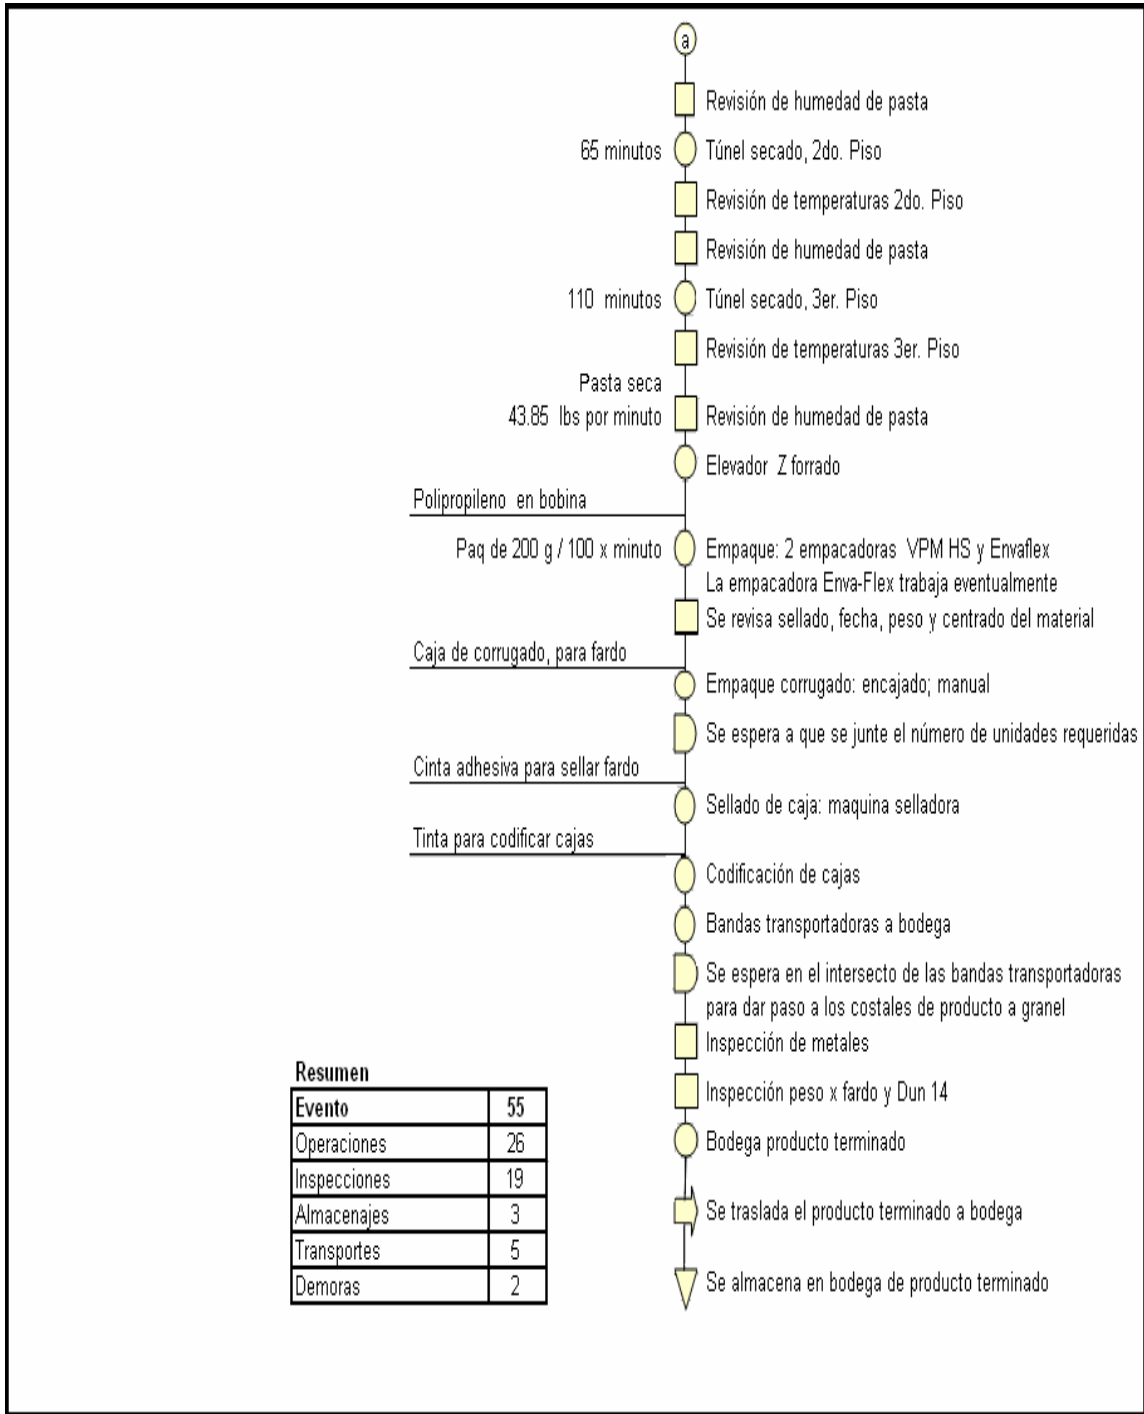 a
Revisión de humedad de pasta
65 minutos Túnel secado, 2do. Piso
Revisión de temperaturas 2do. Piso
Revisión de humedad de pasta
110 minutos Túnel secado, 3er. Piso
Revisión de temperaturas 3er. Piso
Pasta seca
43.85 lbs por minuto Revisión de humedad de pasta
Elevador Z forrado
Polipropileno en bobina
Paq de 200 g / 100 x minuto Empaque: 2 empacadoras VPM HS y Envaflex
La empacadora Enva-Flex trabaja eventualmente
Se revisa sellado, fecha, peso y centrado del material
Caja de corrugado, para fardo
Empaque corrugado: encajado; manual
Se espera a que se junte el número de unidades requeridas
Cinta adhesiva para sellar fardo
Sellado de caja: maquina selladora
Tinta para codificar cajas
Codificación de cajas
Bandas transportadoras a bodega
Se espera en el intersecto de las bandas transportadoras
para dar paso a los costales de producto a granel
Inspección de metales
Inspección peso x fardo y Dun 14
Bodega producto terminado
Se traslada el producto terminado a bodega
Se almacena en bodega de producto terminado
Resumen
Evento 55
Operaciones 26
Inspecciones 19
Almacenajes 3
Transportes 5
Demoras 2